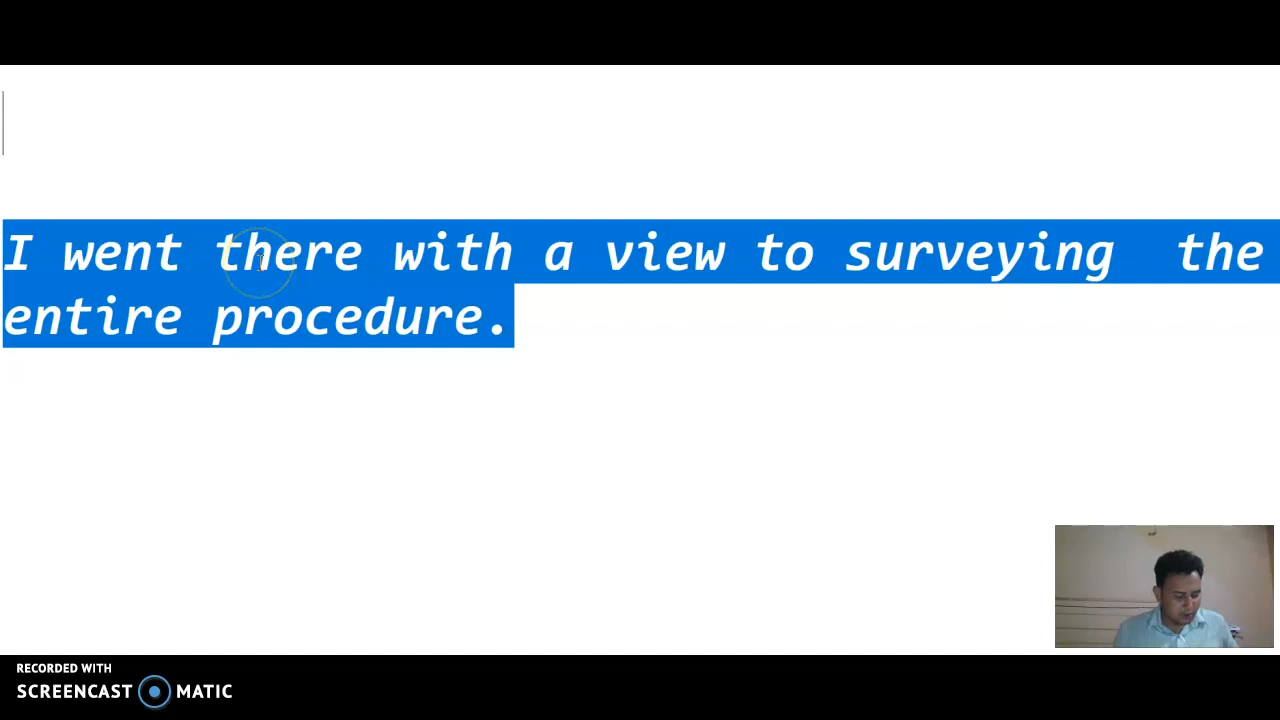 I went there with a view to surveying  the
entire procedure.
RECORDED WITH
SCREENCAST MATIC